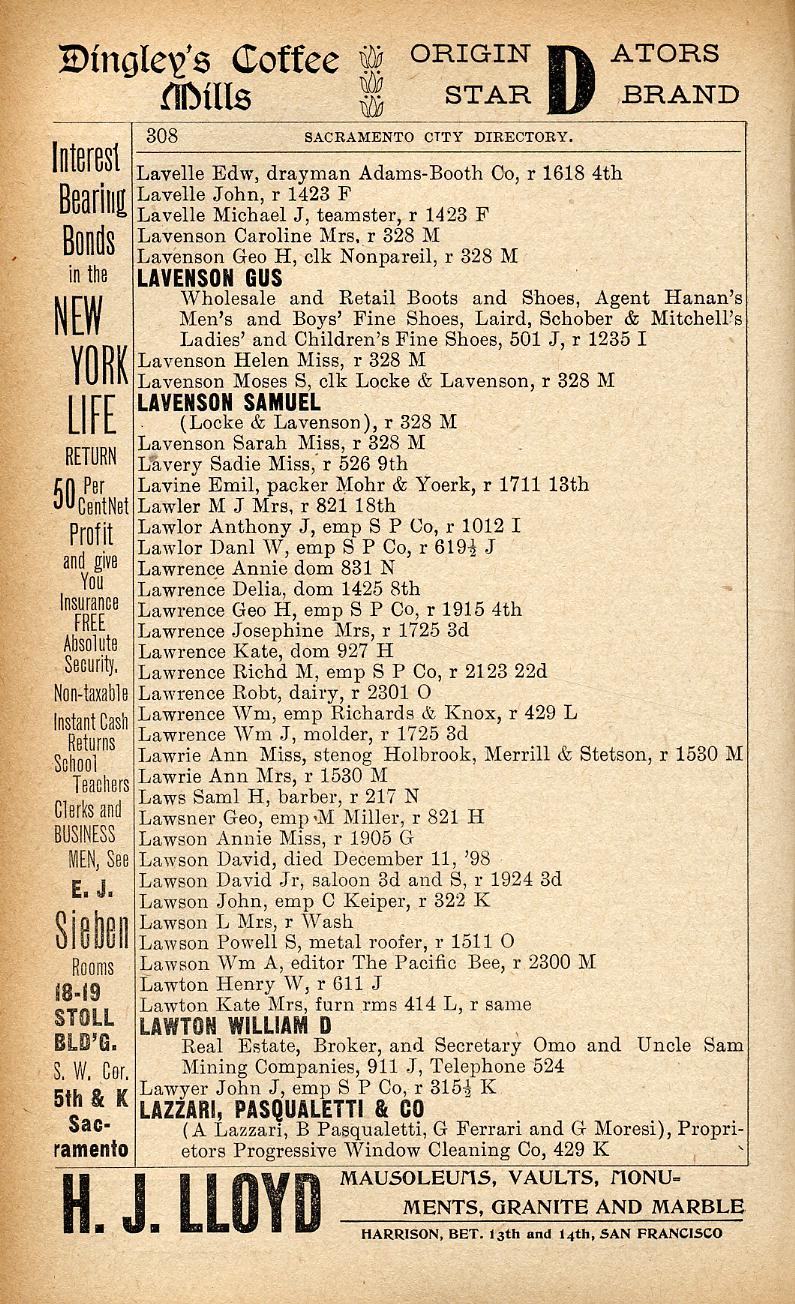 Dingley's Coffee Mills
ORIGIN D ATORS
STAR BRAND
308 SACRAMENTO CITY DIRECTORY.
Interest
Bearing
Bonds
in the
NEW
YORK
LIFE
RETURN
50 Per
Cent Net
Profit
and give
You
Insurance
FREE
Absolute
Security.
Non-taxable
Instant Cash
Returns
School
Teachers
Clerks and
BUSINESS
MEN, See
E. J.
Sieben
Rooms
18-19
STOLL
BLD'G.
S. W. Cor.
5th & K
Sac-
ramento
Lavelle Edw, drayman Adams-Booth Co, r 1618 4th
Lavelle John, r 1423 F
Lavelle Michael J, teamster, r 1423 F
Lavenson Caroline Mrs, r 328 M
Lavenson Geo H, clk Nonpareil, r 328 M
LAVENSON GUS
Wholesale and Retail Boots and Shoes, Agent Hanan's
Men's and Boys' Fine Shoes, Laird, Schober & Mitchell's
Ladies' and Children's Fine Shoes, 501 J, r 1235 I
Lavenson Helen Miss, r 328 M
Lavenson Moses S, clk Locke & Lavenson, r 328 M
LAVENSON SAMUEL
(Locke & Lavenson), r 328 M
Lavenson Sarah Miss, r 328 M
Lavery Sadie Miss, r 526 9th
Lavine Emil, packer Mohr & Yoerk, r 1711 13th
Lawler M J Mrs, r 821 18th
Lawlor Anthony J, emp S P Co, r 1012 I
Lawlor Danl W, emp S P Co, r 619½ J
Lawrence Annie dom 831 N
Lawrence Delia, dom 1425 8th
Lawrence Geo H, emp S P Co, r 1915 4th
Lawrence Josephine Mrs, r 1725 3d
Lawrence Kate, dom 927 H
Lawrence Richd M, emp S P Co, r 2123 22d
Lawrence Robt, dairy, r 2301 O
Lawrence Wm, emp Richards & Knox, r 429 L
Lawrence Wm J, molder, r 1725 3d
Lawrie Ann Miss, stenog Holbrook, Merrill & Stetson, r 1530 M
Lawrie Ann Mrs, r 1530 M
Laws Saml H, barber, r 217 N
Lawsner Geo, emp M Miller, r 821 H
Lawson Annie Miss, r 1905 G
Lawson David, died December 11, '98
Lawson David Jr, saloon 3d and S, r 1924 3d
Lawson John, emp C Keiper, r 322 K
Lawson L Mrs, r Wash
Lawson Powell S, metal roofer, r 1511 O
Lawson Wm A, editor The Pacific Bee, r 2300 M
Lawton Henry W, r 611 J
Lawton Kate Mrs, furn rms 414 L, r same
LAWTON WILLIAM D
Real Estate, Broker, and Secretary Omo and Uncle Sam
Mining Companies, 911 J, Telephone 524
Lawyer John J, emp S P Co, r 315½ K
LAZZARI, PASQUALETTI & CO
(A Lazzari, B Pasqualetti, G Ferrari and G Moresi), Propri-
etors Progressive Window Cleaning Co, 429 K
H. J. LLOYD
MAUSOLEUMS, VAULTS, MONU-
MENTS, GRANITE AND MARBLE
HARRISON, BET. 13th and 14th, SAN FRANCISCO